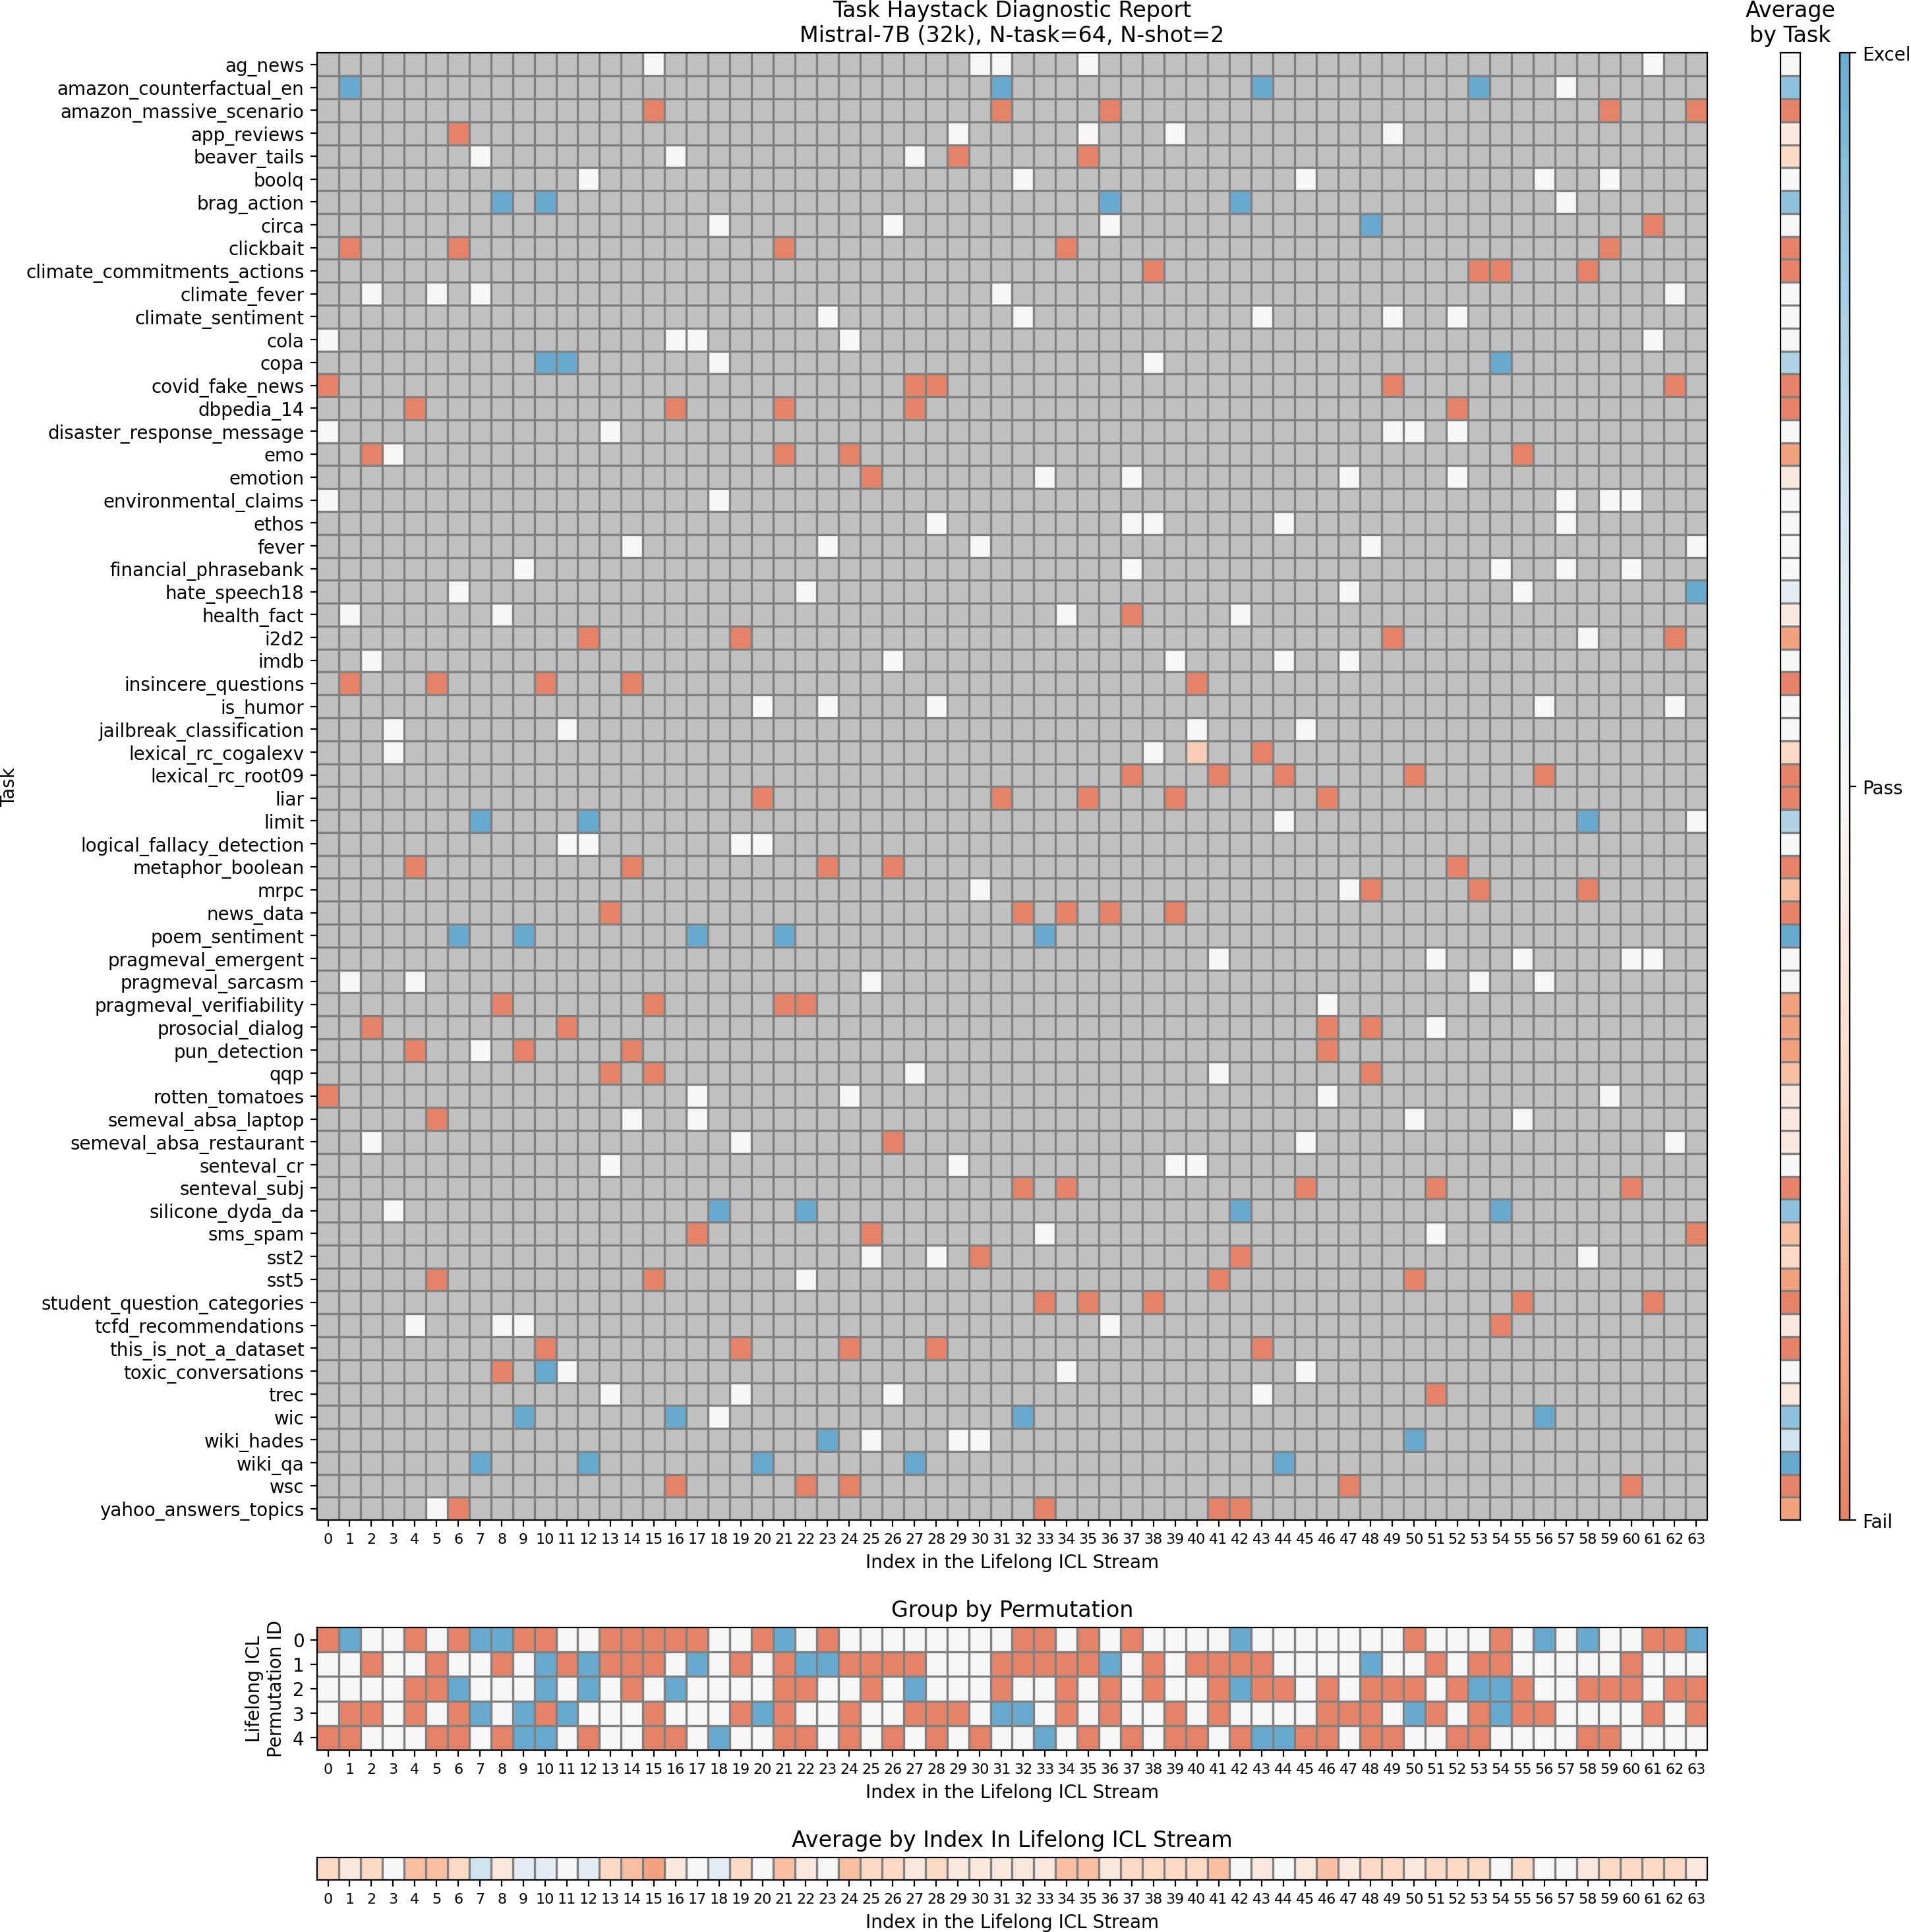 Task Haystack Diagnostic Report
Mistral-7B (32k), N-task=64, N-shot=2
Average
by Task
Excel
Pass
Fail
Task
ag_news
amazon_counterfactual_en
amazon_massive_scenario
app_reviews
beaver_tails
boolq
brag_action
circa
clickbait
climate_commitments_actions
climate_fever
climate_sentiment
cola
copa
covid_fake_news
dbpedia_14
disaster_response_message
emo
emotion
environmental_claims
ethos
fever
financial_phrasebank
hate_speech18
health_fact
i2d2
imdb
insincere_questions
is_humor
jailbreak_classification
lexical_rc_cogalexv
lexical_rc_root09
liar
limit
logical_fallacy_detection
metaphor_boolean
mrpc
news_data
poem_sentiment
pragmeval_emergent
pragmeval_sarcasm
pragmeval_verifiability
prosocial_dialog
pun_detection
qqp
rotten_tomatoes
semeval_absa_laptop
semeval_absa_restaurant
senteval_cr
senteval_subj
silicone_dyda_da
sms_spam
sst2
sst5
student_question_categories
tcfd_recommendations
this_is_not_a_dataset
toxic_conversations
trec
wic
wiki_hades
wiki_qa
wsc
yahoo_answers_topics
0 1 2 3 4 5 6 7 8 9 10 11 12 13 14 15 16 17 18 19 20 21 22 23 24 25 26 27 28 29 30 31 32 33 34 35 36 37 38 39 40 41 42 43 44 45 46 47 48 49 50 51 52 53 54 55 56 57 58 59 60 61 62 63
Index in the Lifelong ICL Stream
Group by Permutation
Lifelong ICL
Permutation ID
0
1
2
3
4
0 1 2 3 4 5 6 7 8 9 10 11 12 13 14 15 16 17 18 19 20 21 22 23 24 25 26 27 28 29 30 31 32 33 34 35 36 37 38 39 40 41 42 43 44 45 46 47 48 49 50 51 52 53 54 55 56 57 58 59 60 61 62 63
Index in the Lifelong ICL Stream
Average by Index In Lifelong ICL Stream
0 1 2 3 4 5 6 7 8 9 10 11 12 13 14 15 16 17 18 19 20 21 22 23 24 25 26 27 28 29 30 31 32 33 34 35 36 37 38 39 40 41 42 43 44 45 46 47 48 49 50 51 52 53 54 55 56 57 58 59 60 61 62 63
Index in the Lifelong ICL Stream